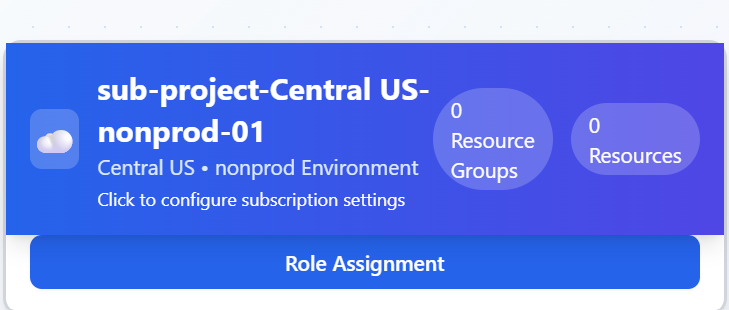 sub-project-Central US-
nonprod-01
Central US • nonprod Environment
Click to configure subscription settings
0
Resource
Groups
0
Resources
Role Assignment